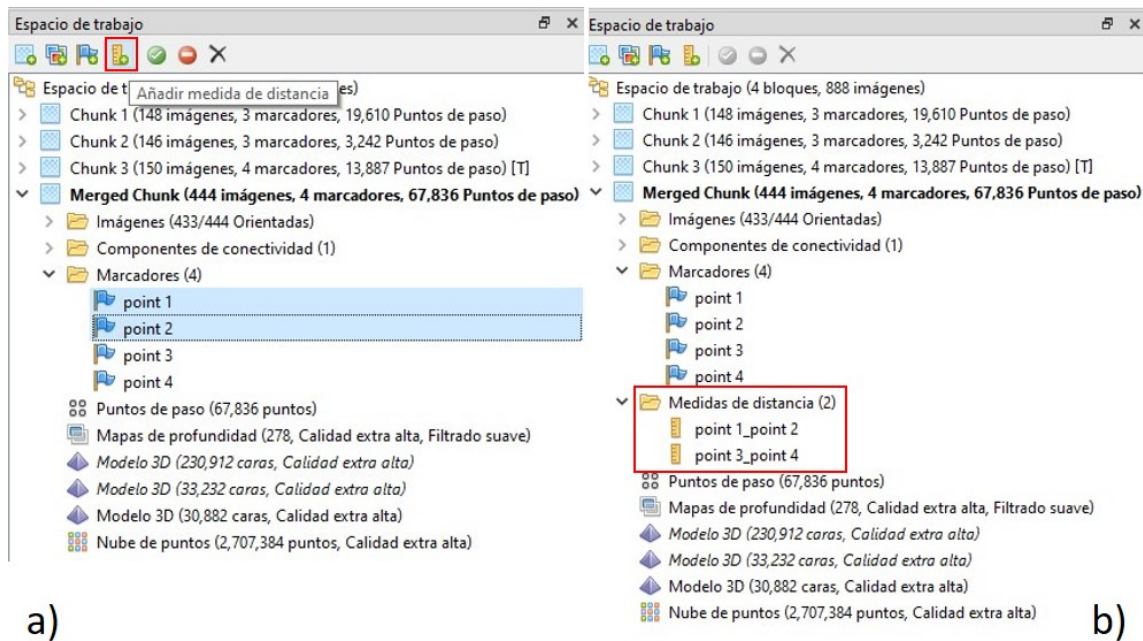 Espacio de trabajo
Espacio de t
es)
Añadir medida de distancia
Chunk 1 (148 imágenes, 3 marcadores, 19,610 Puntos de paso)
Chunk 2 (146 imágenes, 3 marcadores, 3,242 Puntos de paso)
Chunk 3 (150 imágenes, 4 marcadores, 13,887 Puntos de paso) [T]
Merged Chunk (444 imágenes, 4 marcadores, 67,836 Puntos de paso)
Imágenes (433/444 Orientadas)
Componentes de conectividad (1)
Marcadores (4)
point 1
point 2
point 3
point 4
Puntos de paso (67,836 puntos)
Mapas de profundidad (278, Calidad extra alta, Filtrado suave)
Modelo 3D (230,912 caras, Calidad extra alta)
Modelo 3D (33,232 caras, Calidad extra alta)
Modelo 3D (30,882 caras, Calidad extra alta)
Nube de puntos (2,707,384 puntos, Calidad extra alta)
a)
Espacio de trabajo
Espacio de trabajo (4 bloques, 888 imágenes)
Chunk 1 (148 imágenes, 3 marcadores, 19,610 Puntos de paso)
Chunk 2 (146 imágenes, 3 marcadores, 3,242 Puntos de paso)
Chunk 3 (150 imágenes, 4 marcadores, 13,887 Puntos de paso) [T]
Merged Chunk (444 imágenes, 4 marcadores, 67,836 Puntos de paso)
Imágenes (433/444 Orientadas)
Componentes de conectividad (1)
Marcadores (4)
point 1
point 2
point 3
point 4
Medidas de distancia (2)
point 1_point 2
point 3_point 4
Puntos de paso (67,836 puntos)
Mapas de profundidad (278, Calidad extra alta, Filtrado suave)
Modelo 3D (230,912 caras, Calidad extra alta)
Modelo 3D (33,232 caras, Calidad extra alta)
Modelo 3D (30,882 caras, Calidad extra alta)
Nube de puntos (2,707,384 puntos, Calidad extra alta)
b)